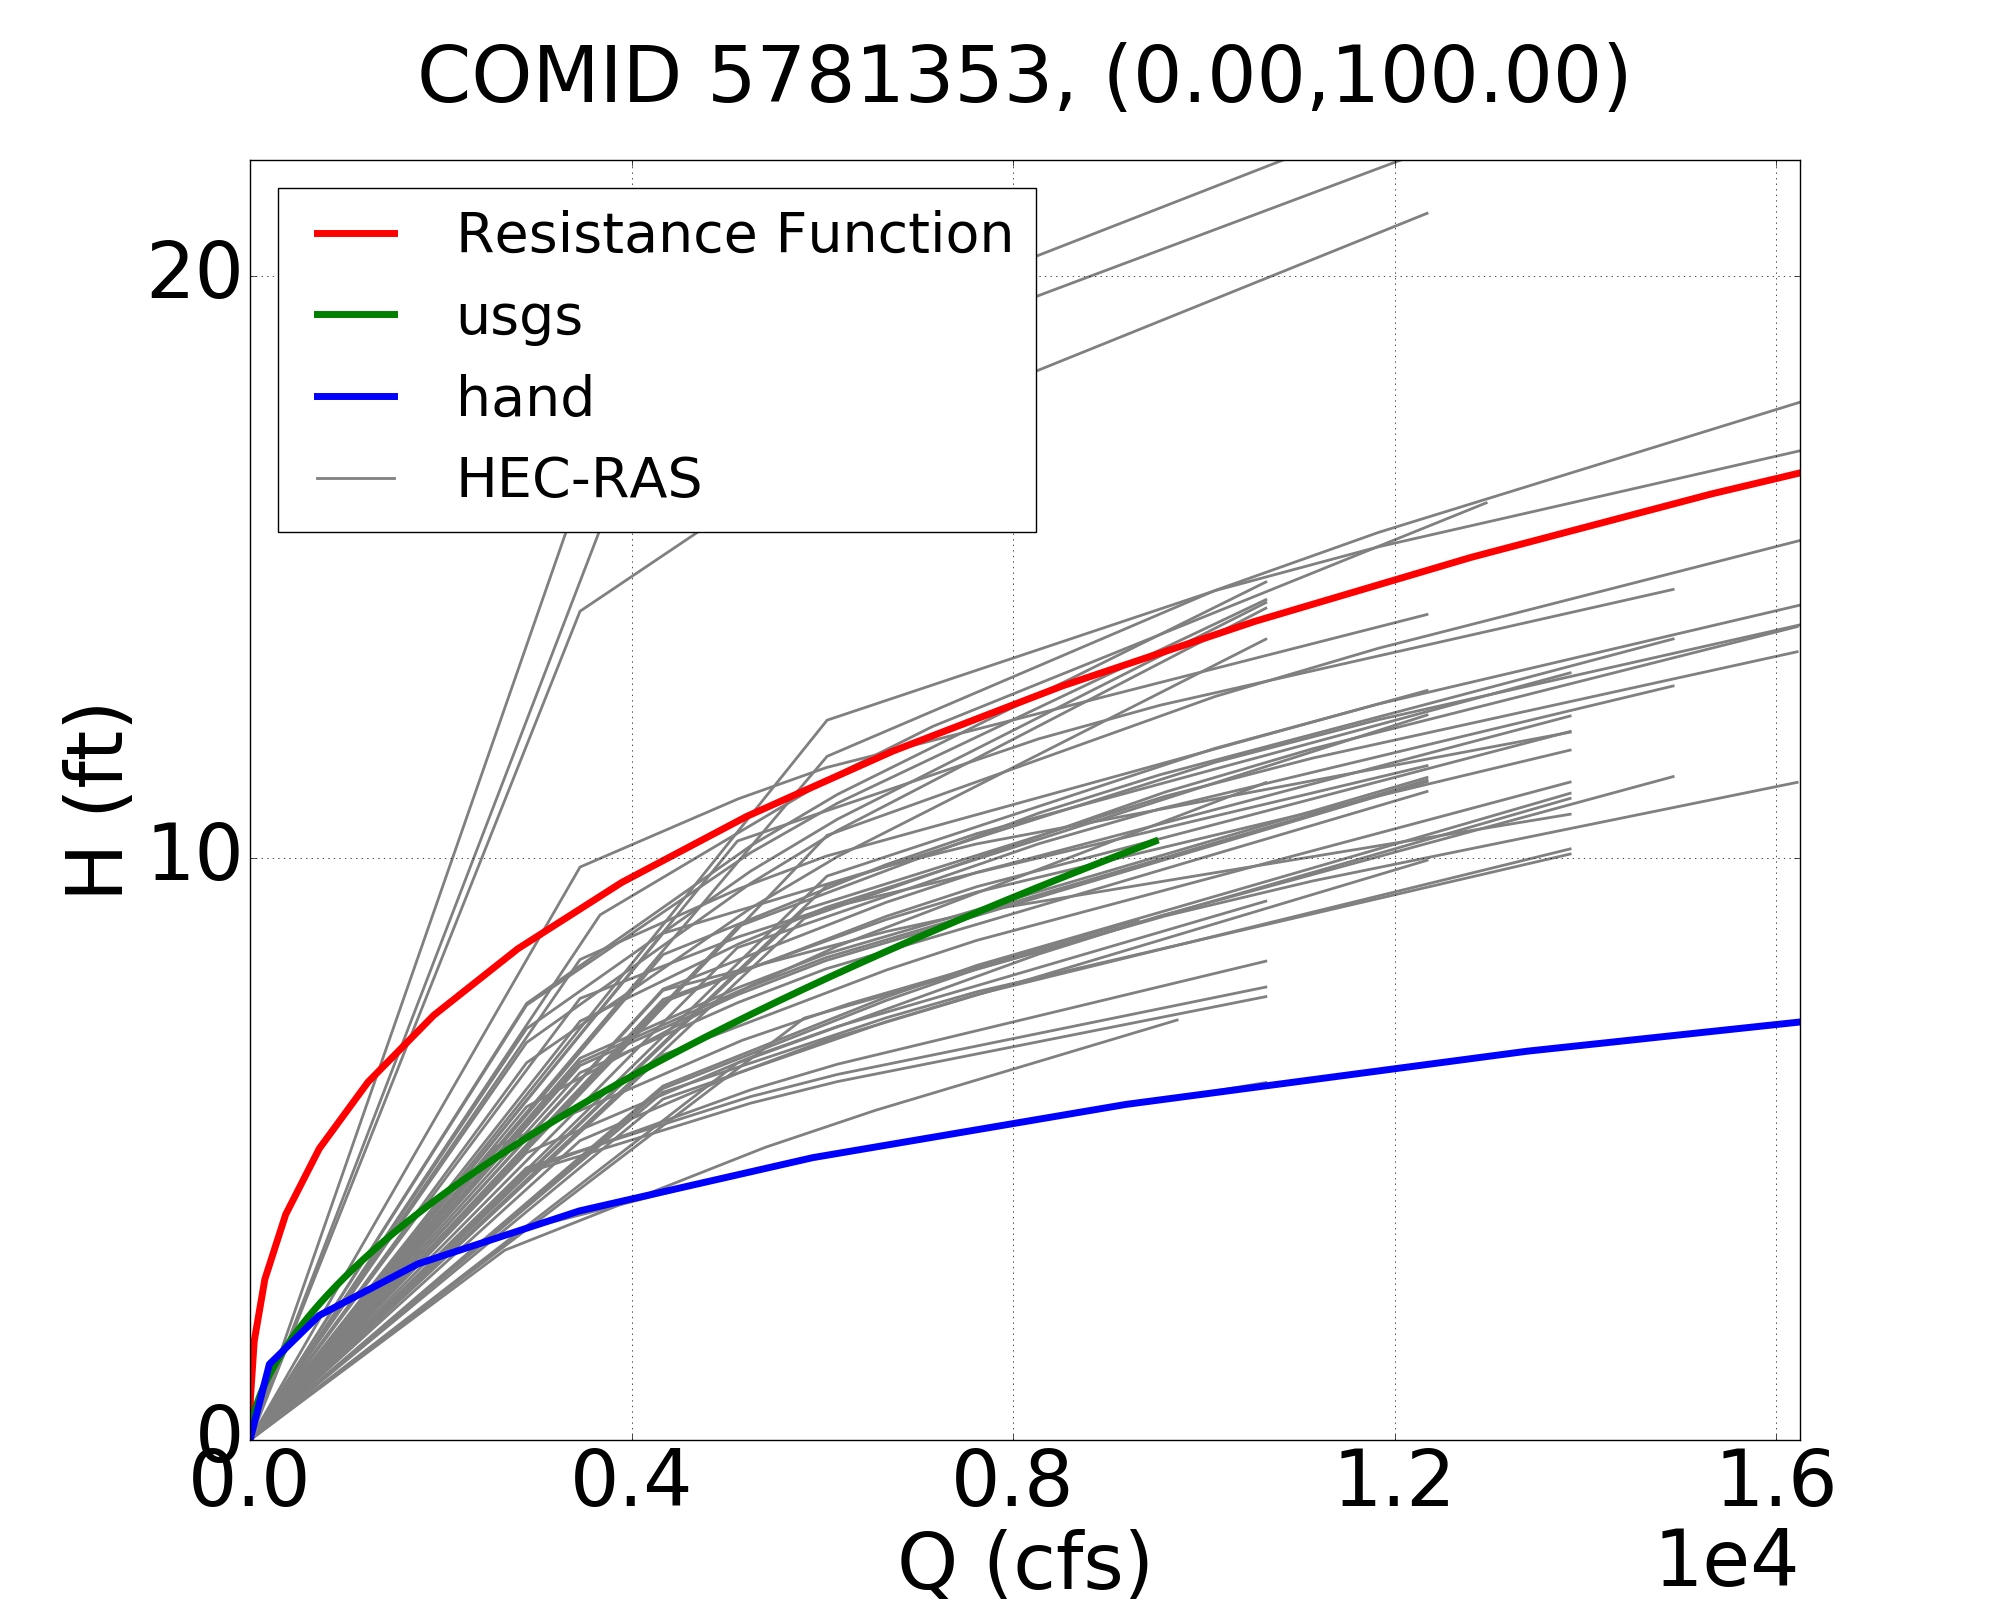 COMID 5781353, (0.00,100.00)
Resistance Function
usgs
hand
HEC-RAS
20
10
0
H (ft)
0.0 0.4 0.8 1.2 1.6
1e4
Q (cfs)